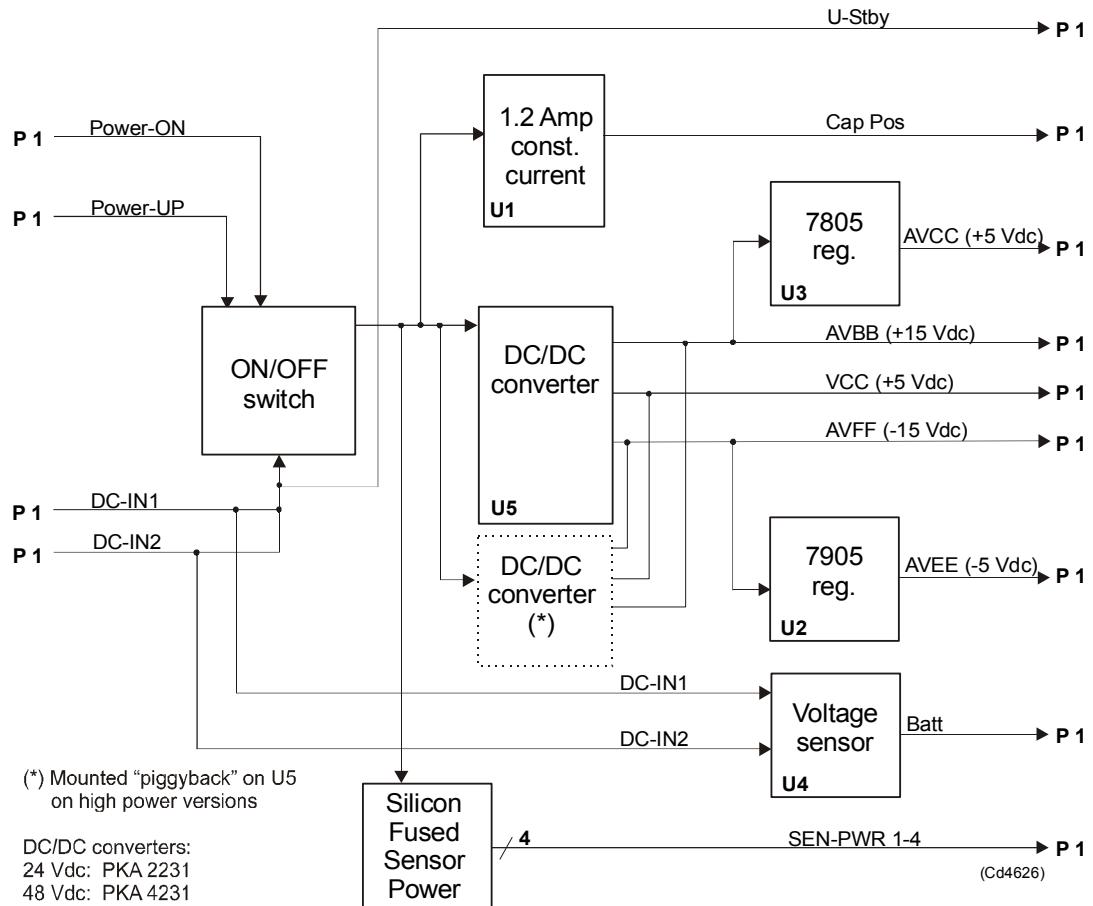 U-Stby
P 1
Power-ON
P 1
1.2 Amp
const.
current
U1
Cap Pos
P 1
Power-UP
P 1
7805
reg.
U3
AVCC (+5 Vdc)
P 1
ON/OFF
switch
DC/DC
converter
U5
AVBB (+15 Vdc)
P 1
VCC (+5 Vdc)
P 1
AVFF (-15 Vdc)
P 1
DC-IN1
P 1
DC-IN2
P 1
DC/DC
converter
(*)
7905
reg.
U2
AVEE (-5 Vdc)
P 1
DC-IN1
DC-IN2
Voltage
sensor
U4
Batt
P 1
(*) Mounted “piggyback” on U5
on high power versions
DC/DC converters:
24 Vdc: PKA 2231
48 Vdc: PKA 4231
Silicon
Fused
Sensor
Power
4
SEN-PWR 1-4
P 1
(Cd4626)